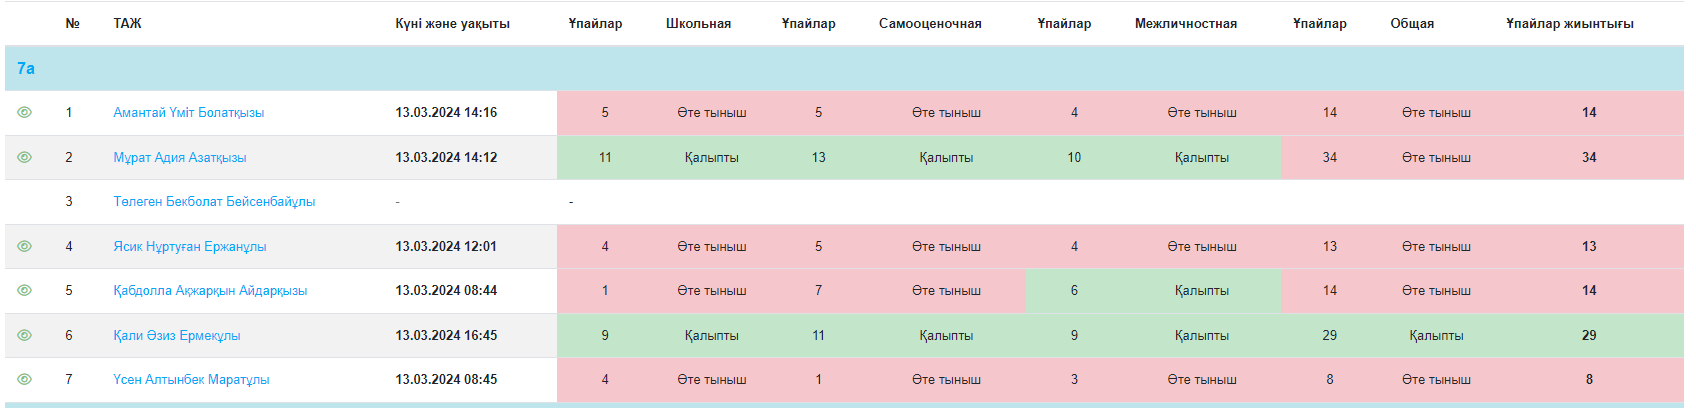 № ТАЖ Күні және уақыты Ұпайлар Школьная Ұпайлар Самооценочная Ұпайлар Межличностная Ұпайлар Общая Ұпайлар жиынтығы
7а
1 Амантай Үміт Болатқызы 13.03.2024 14:16 5 Өте тыныш 5 Өте тыныш 4 Өте тыныш 14 Өте тыныш 14
2 Мұрат Адия Азатқызы 13.03.2024 14:12 11 Қалыпты 13 Қалыпты 10 Қалыпты 34 Өте тыныш 34
3 Төлеген Бекболат Бейсенбайұлы - -
4 Ясик Нұртуған Ержанұлы 13.03.2024 12:01 4 Өте тыныш 5 Өте тыныш 4 Өте тыныш 13 Өте тыныш 13
5 Қабдолла Ақжарқын Айдарқызы 13.03.2024 08:44 1 Өте тыныш 7 Өте тыныш 6 Қалыпты 14 Өте тыныш 14
6 Қали Әзиз Ермекұлы 13.03.2024 16:45 9 Қалыпты 11 Қалыпты 9 Қалыпты 29 Қалыпты 29
7 Үсен Алтынбек Маратұлы 13.03.2024 08:45 4 Өте тыныш 1 Өте тыныш 3 Өте тыныш 8 Өте тыныш 8